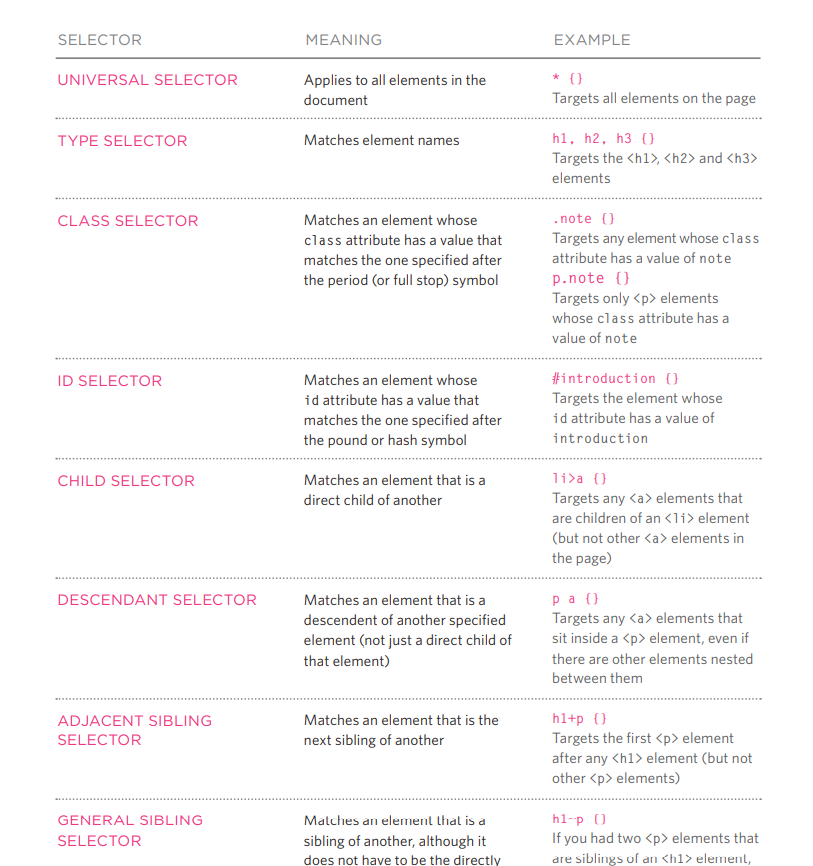 SELECTOR MEANING EXAMPLE
UNIVERSAL SELECTOR
Applies to all elements in the
document
* {}
Targets all elements on the page
TYPE SELECTOR
Matches element names
h1, h2, h3 {}
Targets the <h1>, <h2> and <h3>
elements
CLASS SELECTOR
Matches an element whose
class attribute has a value that
matches the one specified after
the period (or full stop) symbol
.note {}
Targets any element whose class
attribute has a value of note
p.note {}
Targets only <p> elements
whose class attribute has a
value of note
ID SELECTOR
Matches an element whose
id attribute has a value that
matches the one specified after
the pound or hash symbol
#introduction {}
Targets the element whose
id attribute has a value of
introduction
CHILD SELECTOR
Matches an element that is a
direct child of another
li>a {}
Targets any <a> elements that
are children of an <li> element
(but not other <a> elements in
the page)
DESCENDANT SELECTOR
Matches an element that is a
descendent of another specified
element (not just a direct child of
that element)
p a {}
Targets any <a> elements that
sit inside a <p> element, even if
there are other elements nested
between them
ADJACENT SIBLING
SELECTOR
Matches an element that is the
next sibling of another
h1+p {}
Targets the first <p> element
after any <h1> element (but not
other <p> elements)
GENERAL SIBLING
SELECTOR
Matches an element that is a
sibling of another, although it
does not have to be the directly
h1~p {}
If you had two <p> elements that
are siblings of an <h1> element,